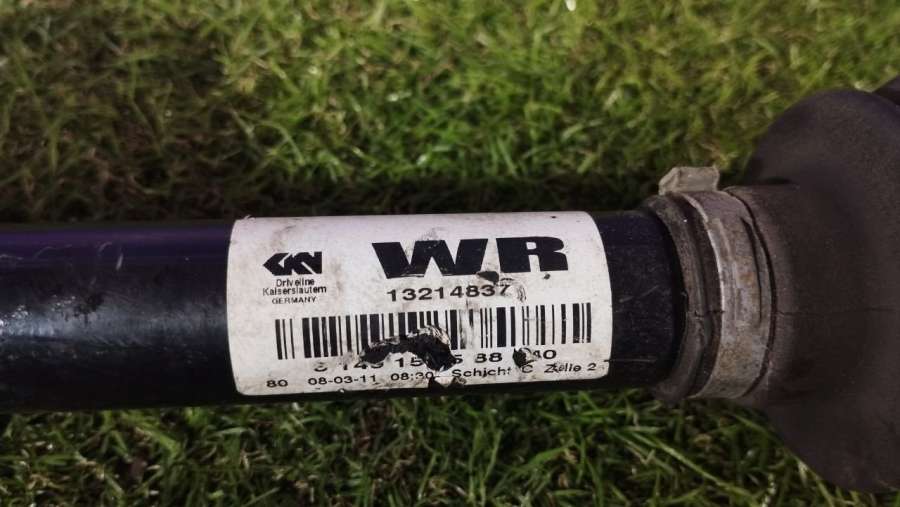 GKN
Driveline
Kaiserslautern
GERMANY
WR
13214837
80 08-03-11 08:30 Schicht C Zelle 2